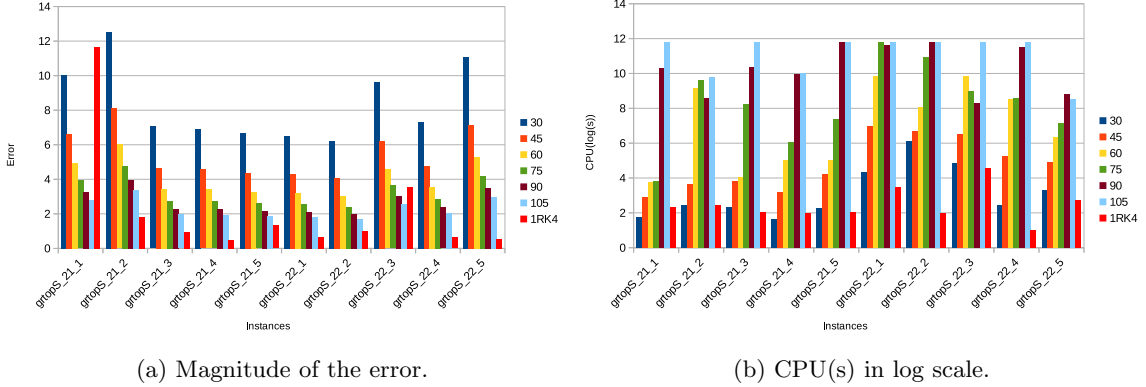 14
12
10
8
6
4
2
0
Error
grtopS_21_1
grtopS_21_2
grtopS_21_3
grtopS_21_4
grtopS_21_5
grtopS_22_1
grtopS_22_2
grtopS_22_3
grtopS_22_4
grtopS_22_5
Instances
30
45
60
75
90
105
1RK4
(a) Magnitude of the error.
14
12
10
8
6
4
2
0
CPU(log(s))
grtopS_21_1
grtopS_21_2
grtopS_21_3
grtopS_21_4
grtopS_21_5
grtopS_22_1
grtopS_22_2
grtopS_22_3
grtopS_22_4
grtopS_22_5
Instances
30
45
60
75
90
105
1RK4
(b) CPU(s) in log scale.